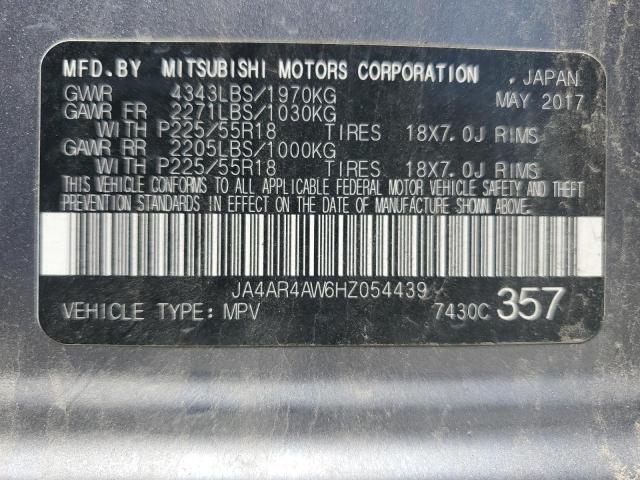 MFD.BY MITSUBISHI MOTORS CORPORATION , JAPAN
GVWR 4343LBS/1970KG MAY 2017
GAWR FR 2271LBS/1030KG
WITH P225/55R18 TIRES 18X7.0J RIMS
GAWR RR 2205LBS/1000KG
WITH P225/55R18 TIRES 18X7.0J RIMS
THIS VEHICLE CONFORMS TO ALL APPLICABLE FEDERAL MOTOR VEHICLE SAFETY AND THEFT
PREVENTION STANDARDS IN EFFECT ON THE DATE OF MANUFACTURE SHOWN ABOVE.
JA4AR4AW6HZ054439
VEHICLE TYPE: MPV 7430C 357